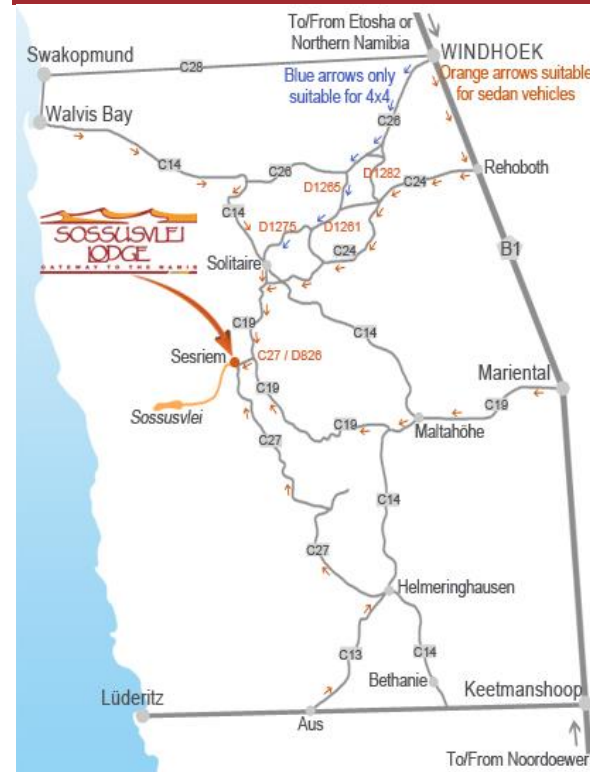 To/From Etosha or
Northern Namibia
WINDHOEK
Swakopmund
C28
Blue arrows only
suitable for 4x4
Orange arrows suitable
for sedan vehicles
Walvis Bay
C26
C14
C26
D1282
D1265
C24
Rehoboth
C14
D1275
D1261
SOSSUSVLEI
LODGE
GATEWAY TO THE NAMIB
C24
B1
Solitaire
C19
C14
Sesriem
C27 / D826
Mariental
C19
C19
Sossusvlei
C19
Maltahöhe
C27
C14
C27
Helmeringhausen
C13
C14
Bethanie
Keetmanshoop
Lüderitz
Aus
To/From Noordoewer